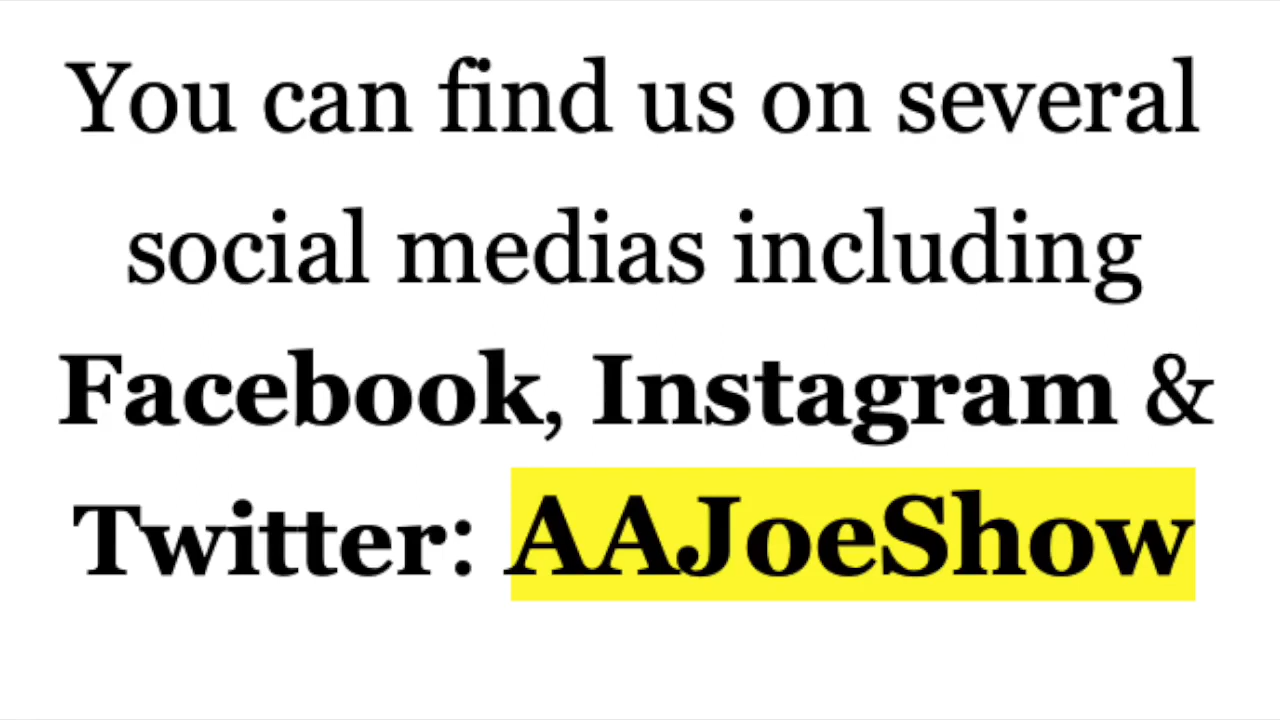 You can find us on several
social medias including
Facebook, Instagram &
Twitter: AAJoeShow